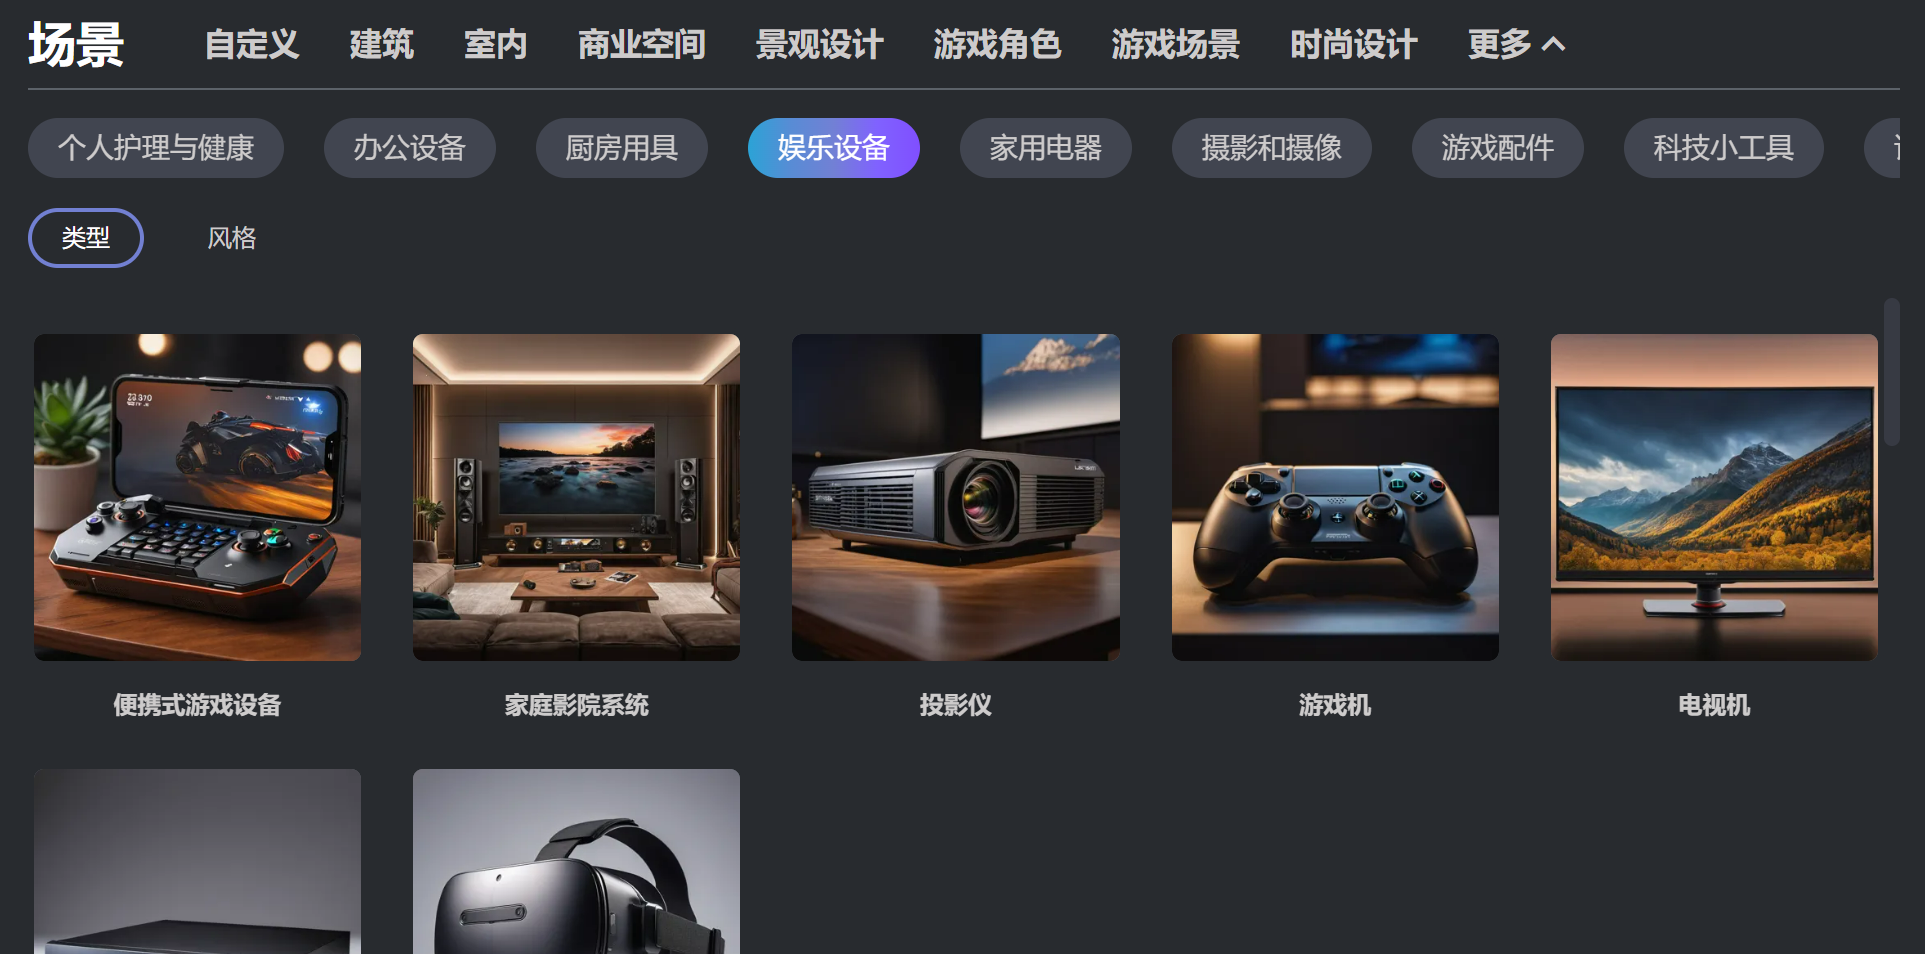 场景 自定义 建筑 室内 商业空间 景观设计 游戏角色 游戏场景 时尚设计 更多
个人护理与健康 办公设备 厨房用具 娱乐设备 家用电器 摄影和摄像 游戏配件 科技小工具
类型 风格
便携式游戏设备 家庭影院系统 投影仪 游戏机 电视机